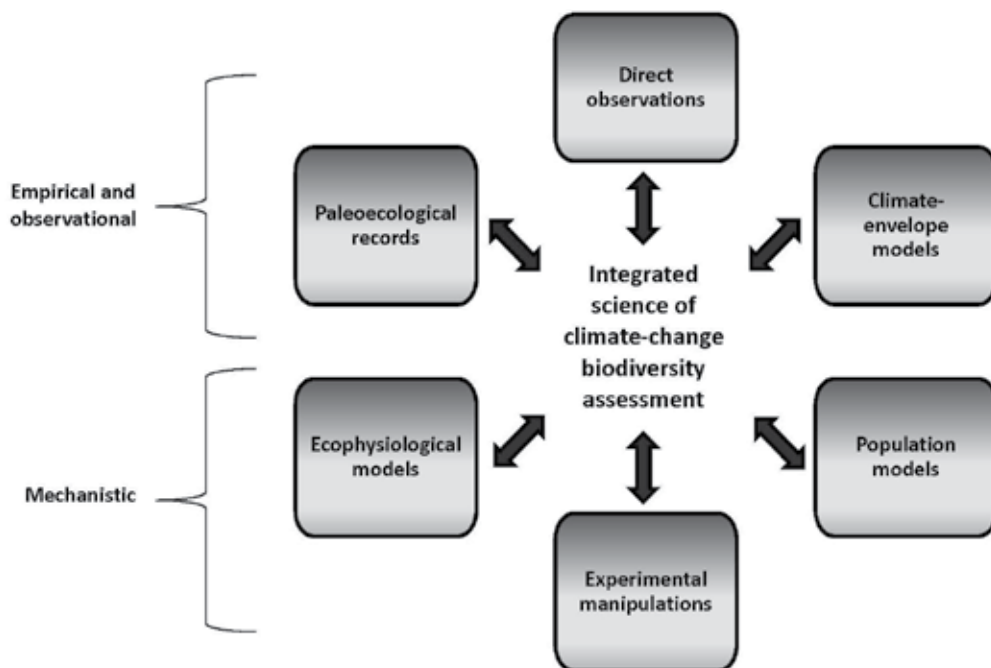 Direct
observations
Empirical and
observational
Paleoecological
records
Climate-
envelope
models
Integrated
science of
climate-change
biodiversity
assessment
Mechanistic
Ecophysiological
models
Population
models
Experimental
manipulations